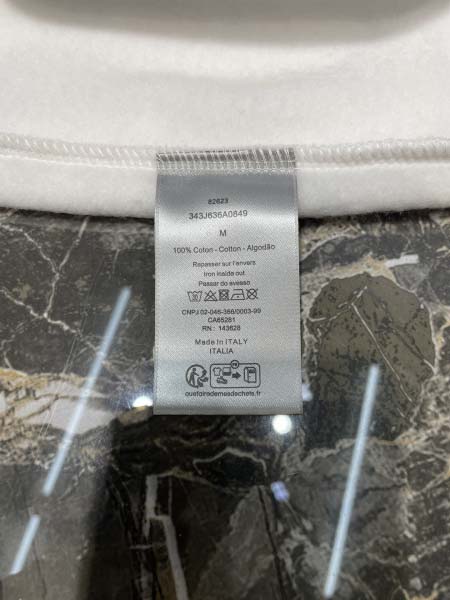 82623
343J636A0849
M
100% Coton - Cotton - Algodão
Repasser sur l'envers
Iron inside out
Passar do avesso
CNPJ 02-046-366/0003-99
CA65281
RN.: 143628
Made In ITALY
ITALIA
quefairedemesdechets.fr